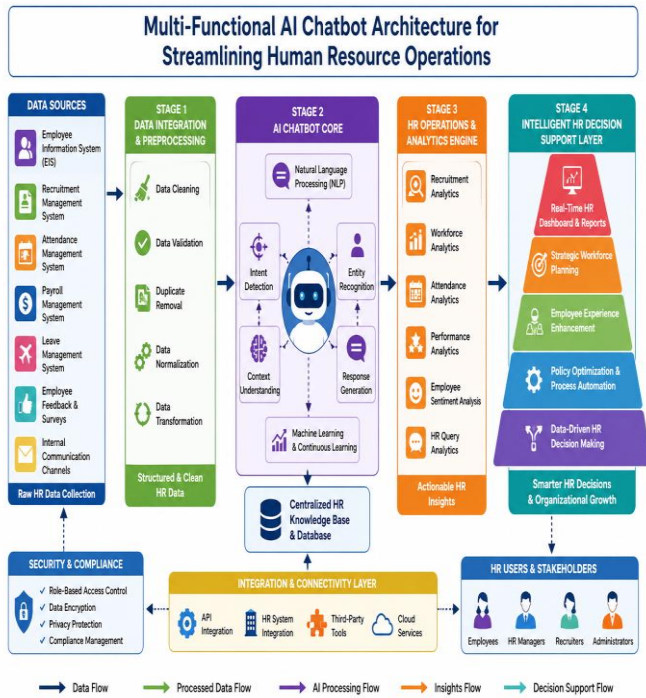 Multi-Functional AI Chatbot Architecture for
Streamlining Human Resource Operations
DATA SOURCES
Employee
Information System
(EIS)
Recruitment
Management
System
Attendance
Management
System
Payroll
Management
System
Leave
Management
System
Employee
Feedback &
Surveys
Internal
Communication
Channels
Raw HR Data Collection
STAGE 1
DATA INTEGRATION
& PREPROCESSING
Data Cleaning
Data Validation
Duplicate
Removal
Data
Normalization
Data
Transformation
Structured & Clean
HR Data
STAGE 2
AI CHATBOT CORE
Natural Language
Processing (NLP)
Intent
Detection
Entity
Recognition
Context
Understanding
Response
Generation
Machine Learning
& Continuous Learning
Centralized HR
Knowledge Base
& Database
STAGE 3
HR OPERATIONS &
ANALYTICS ENGINE
Recruitment
Analytics
Workforce
Analytics
Attendance
Analytics
Performance
Analytics
Employee
Sentiment Analysis
HR Query
Analytics
Actionable HR
Insights
STAGE 4
INTELLIGENT HR DECISION
SUPPORT LAYER
Real-Time HR
Dashboard & Reports
Strategic Workforce
Planning
Employee Experience
Enhancement
Policy Optimization &
Process Automation
Data-Driven HR
Decision Making
Smarter HR Decisions
& Organizational Growth
SECURITY & COMPLIANCE
✓ Role-Based Access Control
✓ Data Encryption
✓ Privacy Protection
✓ Compliance Management
INTEGRATION & CONNECTIVITY LAYER
API
Integration
HR System
Integration
Third-Party
Tools
Cloud
Services
HR USERS & STAKEHOLDERS
Employees
HR Managers
Recruiters
Administrators
Data Flow
Processed Data Flow
AI Processing Flow
Insights Flow
Decision Support Flow